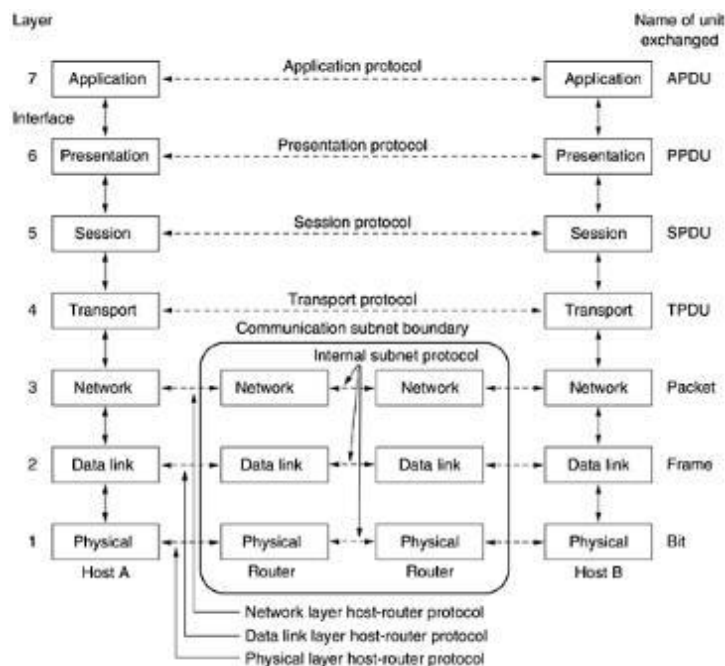 Layer
Name of unit exchanged
7 Application Application protocol Application APDU
Interface
6 Presentation Presentation protocol Presentation PPDU
5 Session Session protocol Session SPDU
4 Transport Transport protocol Transport TPDU
Communication subnet boundary
Internal subnet protocol
3 Network Network Network Network Packet
2 Data link Data link Data link Data link Frame
1 Physical Physical Physical Physical Bit
Host A Router Router Host B
Network layer host-router protocol
Data link layer host-router protocol
Physical layer host-router protocol